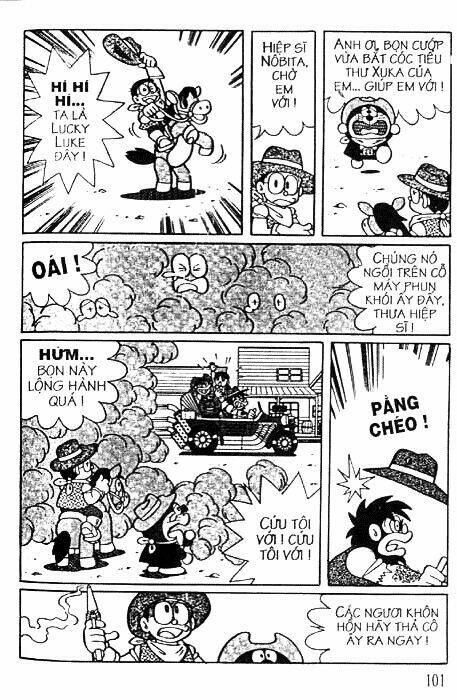 HÍ HÍ
HÍ...
TA LÀ
LUCKY
LUKE
ĐÂY !
HIỆP SĨ
NÔBITA,
CHỜ
EM
VỚI !
ANH ƠI, BỌN CƯỚP
VỪA BẮT CÓC TIỂU
THƯ XUKA CỦA
EM... GIÚP EM VỚI !
OÁI !
CHÚNG NÓ
NGỒI TRÊN CỖ
MÁY PHUN
KHÓI ẤY ĐẤY,
THƯA HIỆP
SĨ !
HỪM...
BỌN NÀY
LỘNG HÀNH
QUÁ !
CỨU TÔI
VỚI ! CỨU
TÔI VỚI !
PẰNG
CHÉO !
CÁC NGƯƠI KHÔN
HỒN HÃY THẢ CÔ
ẤY RA NGAY !
101